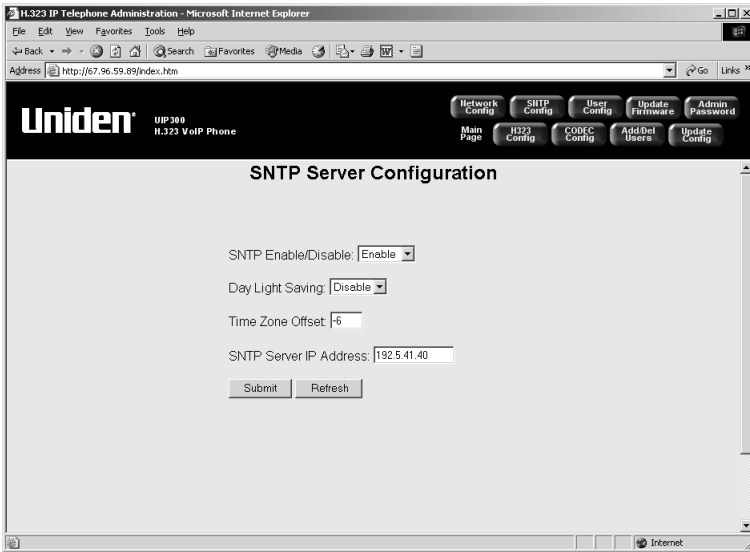 H.323 IP Telephone Administration - Microsoft Internet Explorer
File Edit View Favorites Tools Help
Back Search Favorites Media
Address http://67.96.59.89/index.htm Go Links »
Uniden® UIP300
H.323 VoIP Phone
Network Config SNTP Config User Config Update Firmware Admin Password
Main Page H323 Config CODEC Config Add/Del Users Update Config
SNTP Server Configuration
SNTP Enable/Disable: Enable
Day Light Saving: Disable
Time Zone Offset: -6
SNTP Server IP Address: 192.5.41.40
Submit Refresh
Internet